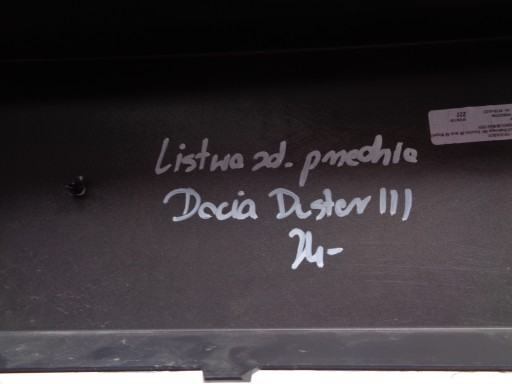 Listwa zd. przednia
Dacia Duster III
24-